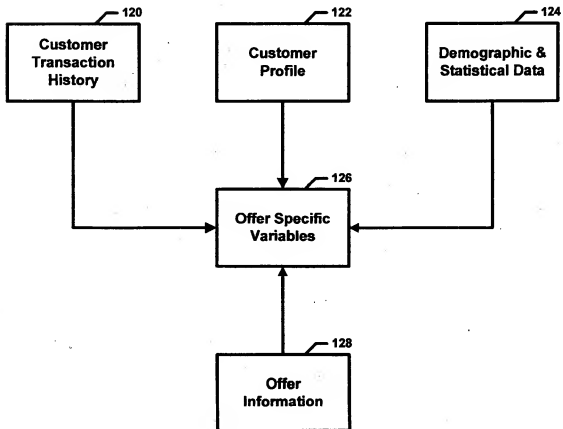 120
122
124
Customer
Transaction
History
Customer
Profile
Demographic &
Statistical Data
126
Offer Specific
Variables
128
Offer
Information